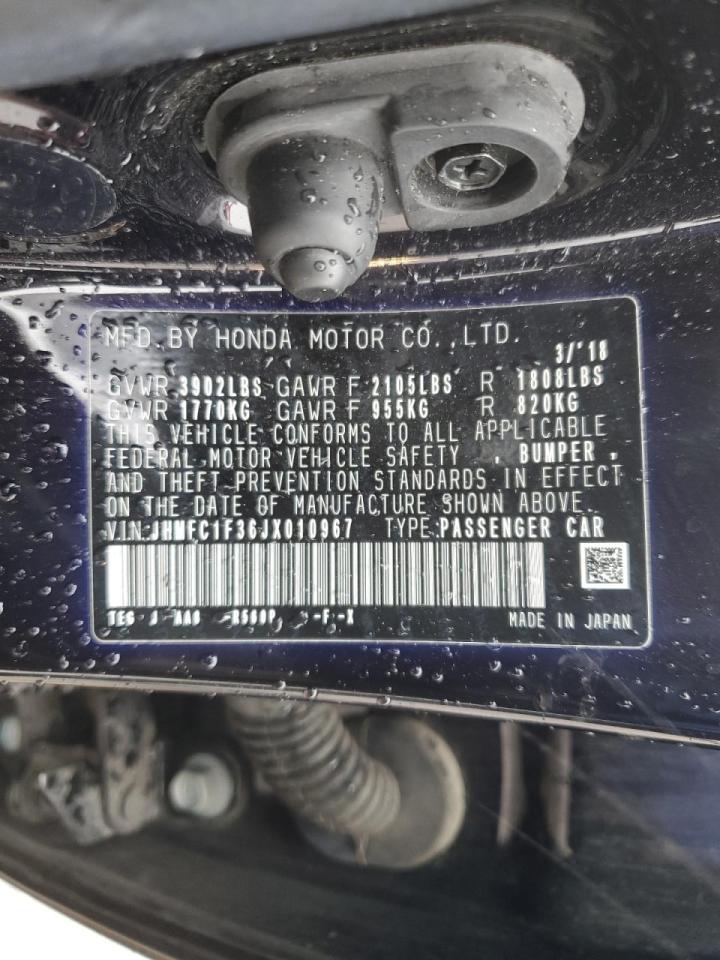 MFD. BY HONDA MOTOR CO.,LTD. 3/'18
GVWR 3902LBS GAWR F 2105LBS R 1808LBS
GVWR 1770KG GAWR F 955KG R 820KG
THIS VEHICLE CONFORMS TO ALL APPLICABLE
FEDERAL MOTOR VEHICLE SAFETY , BUMPER ,
AND THEFT PREVENTION STANDARDS IN EFFECT
ON THE DATE OF MANUFACTURE SHOWN ABOVE.
VIN:JHMFC1F36JX010967 TYPE:PASSENGER CAR
MADE IN JAPAN